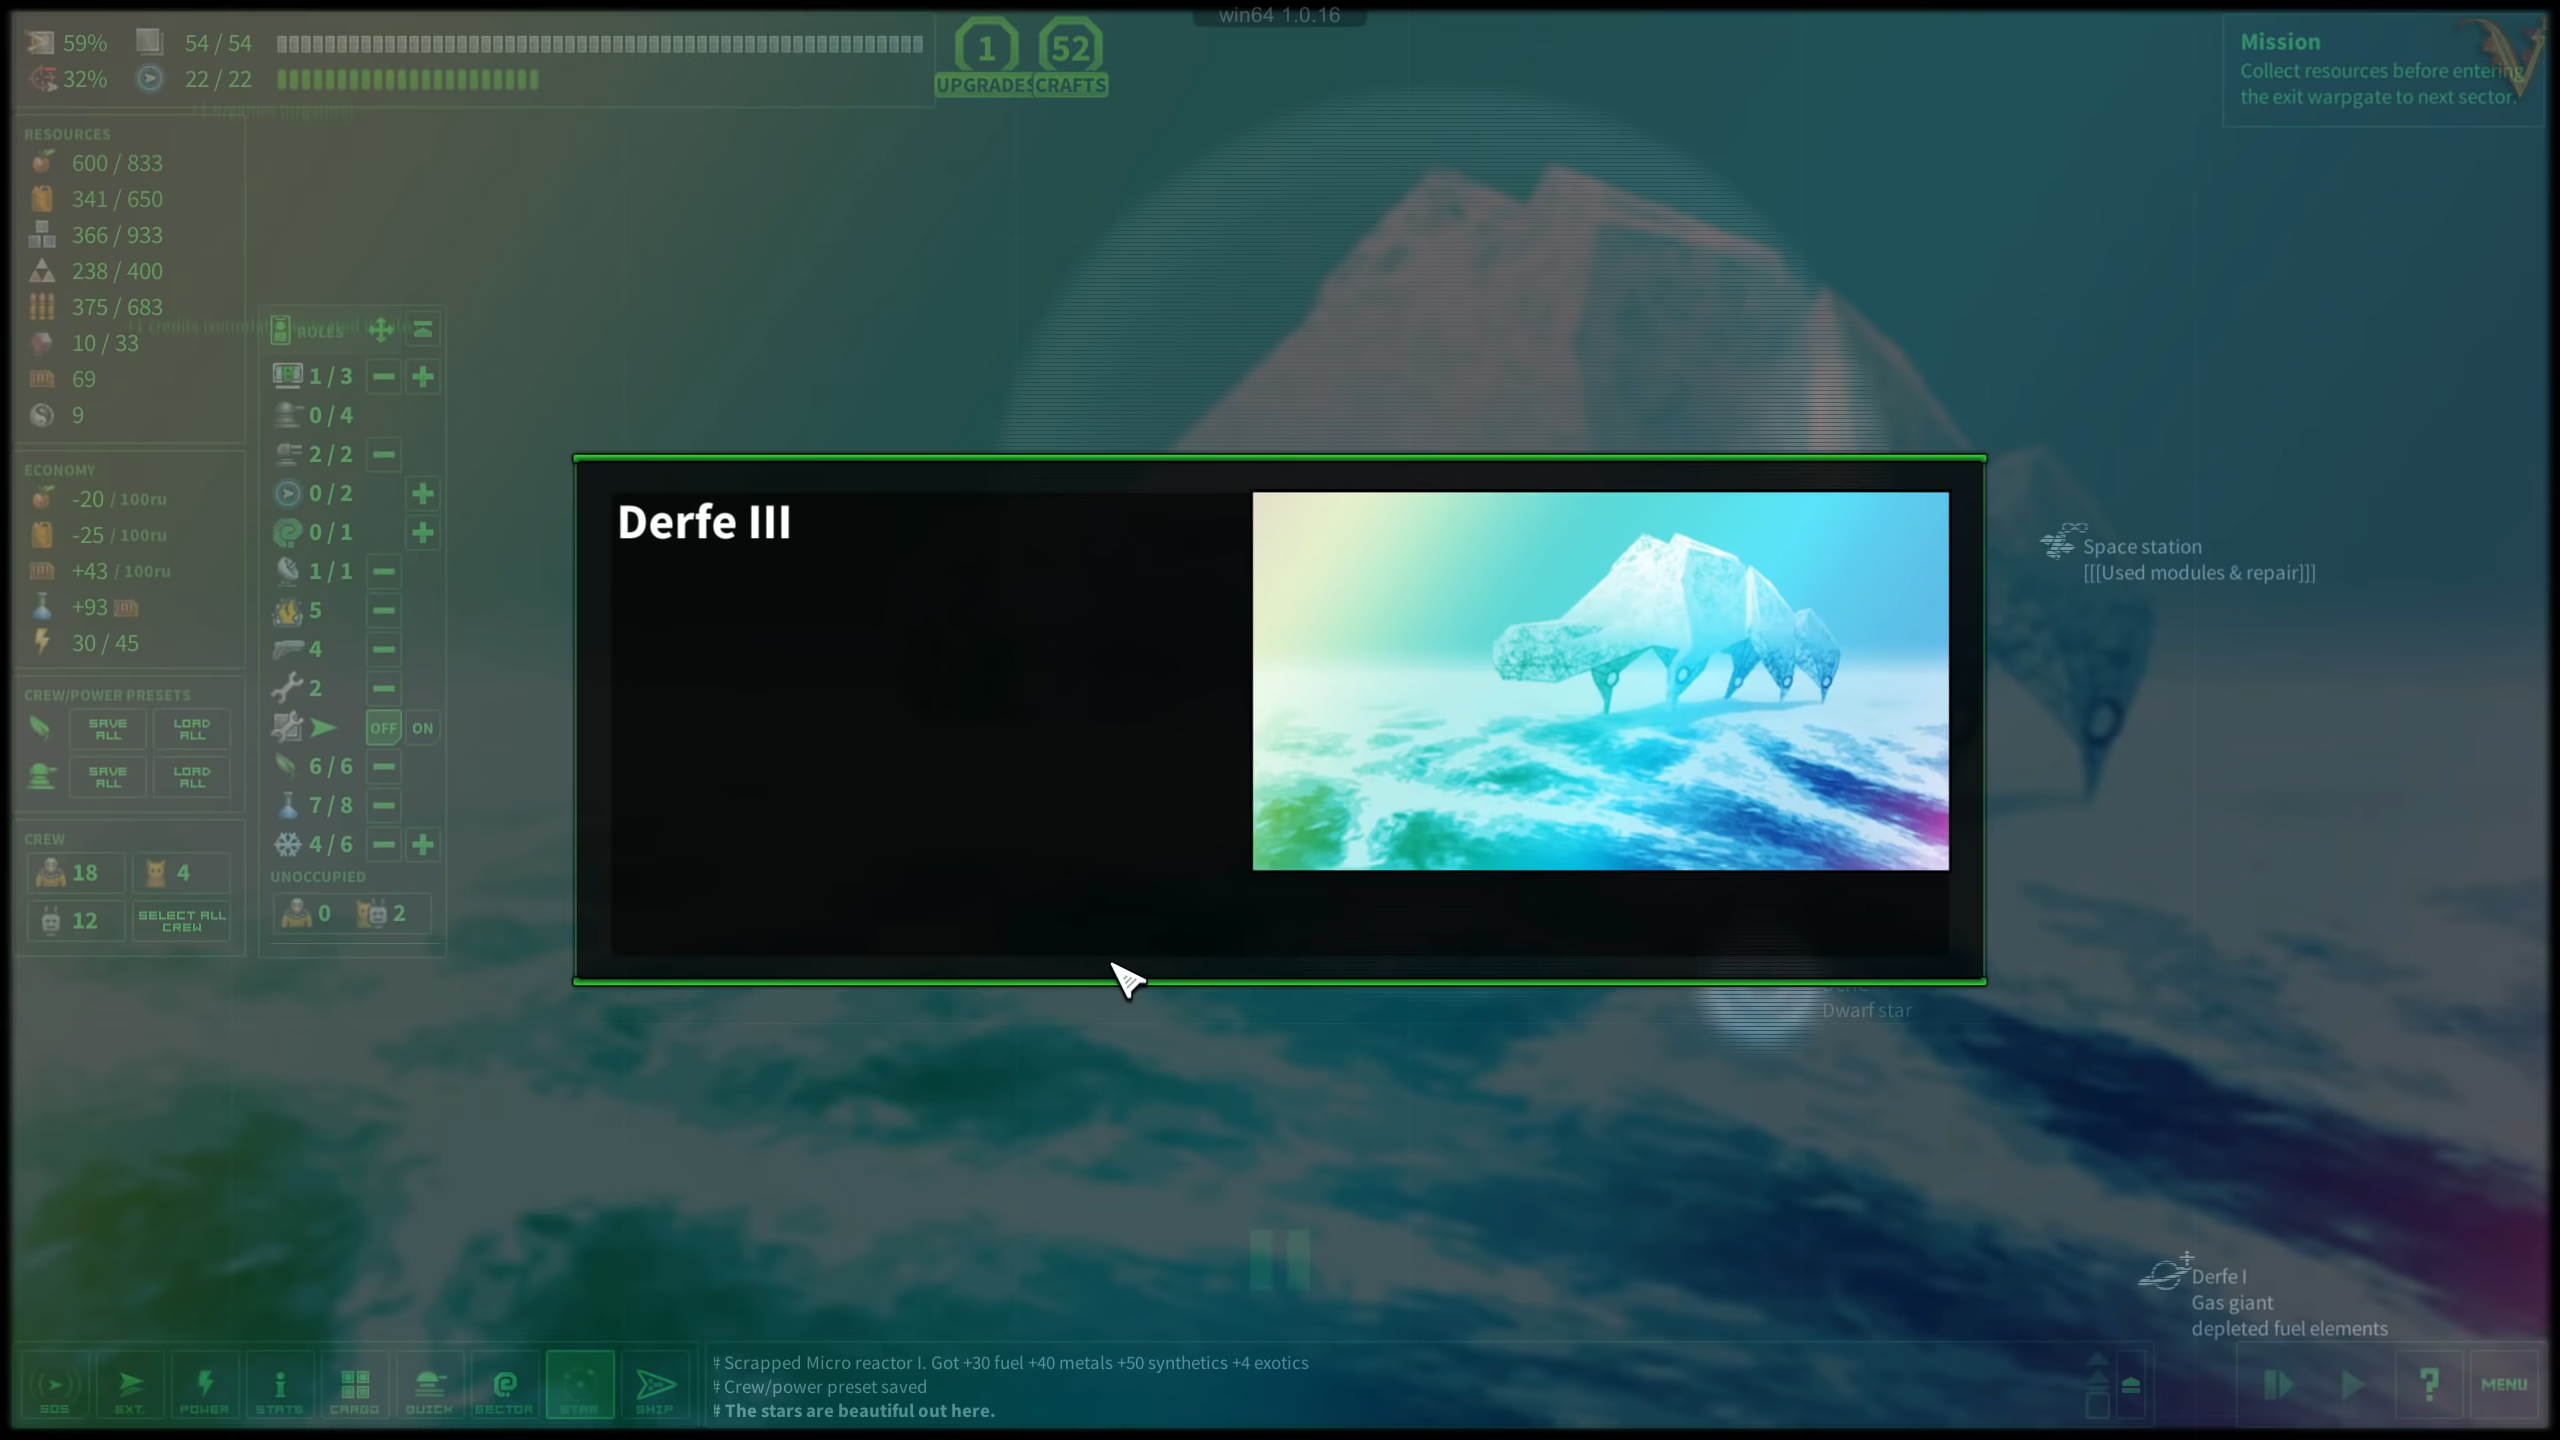 win64 1.0.16
59%
54 / 54
32%
22 / 22
1
UPGRADES
52
CRAFTS
Mission
Collect resources before entering
the exit warpgate to next sector.
RESOURCES
600 / 833
341 / 650
366 / 933
238 / 400
375 / 683
10 / 33
69
9
ECONOMY
-20 / 100ru
-25 / 100ru
+43 / 100ru
+93
30 / 45
CREW/POWER PRESETS
SAVE ALL
LOAD ALL
SAVE ALL
LOAD ALL
CREW
18
4
12
SELECT ALL CREW
ROLES
1 / 3
0 / 4
2 / 2
0 / 2
0 / 1
1 / 1
5
4
2
OFF
ON
6 / 6
7 / 8
4 / 6
UNOCCUPIED
0
2
Derfe III
Space station
[[[Used modules & repair]]]
Dwarf star
Derfe I
Gas giant
depleted fuel elements
SOS
EXT.
POWER
STATS
CARGO
QUICK
SECTOR
STAR
SHIP
# Scrapped Micro reactor I. Got +30 fuel +40 metals +50 synthetics +4 exotics
# Crew/power preset saved
# The stars are beautiful out here.
?
MENU